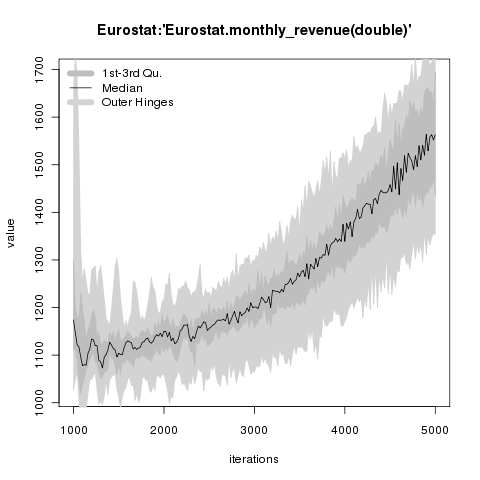 Eurostat:'Eurostat.monthly_revenue(double)'
1st-3rd Qu.
Median
Outer Hinges
value
1700
1600
1500
1400
1300
1200
1100
1000
1000 2000 3000 4000 5000
iterations